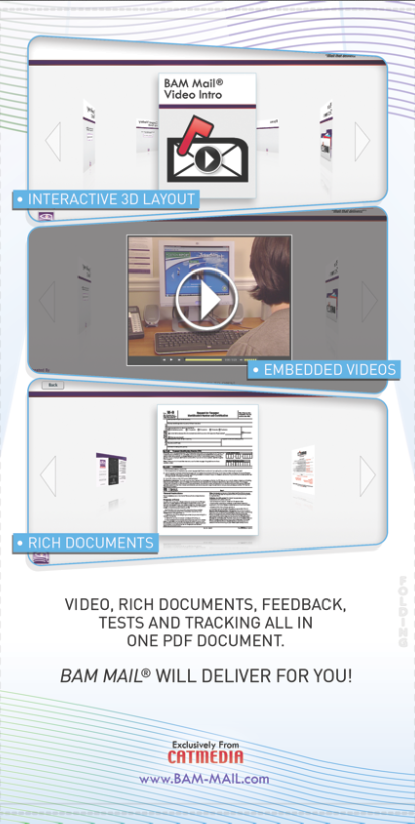 BAM Mail®
Video Intro
• INTERACTIVE 3D LAYOUT
• EMBEDDED VIDEOS
Back
• RICH DOCUMENTS
FOLDING
VIDEO, RICH DOCUMENTS, FEEDBACK,
TESTS AND TRACKING ALL IN
ONE PDF DOCUMENT.
BAM MAIL® WILL DELIVER FOR YOU!
Exclusively From
CATMEDIA
www.BAM-MAIL.com